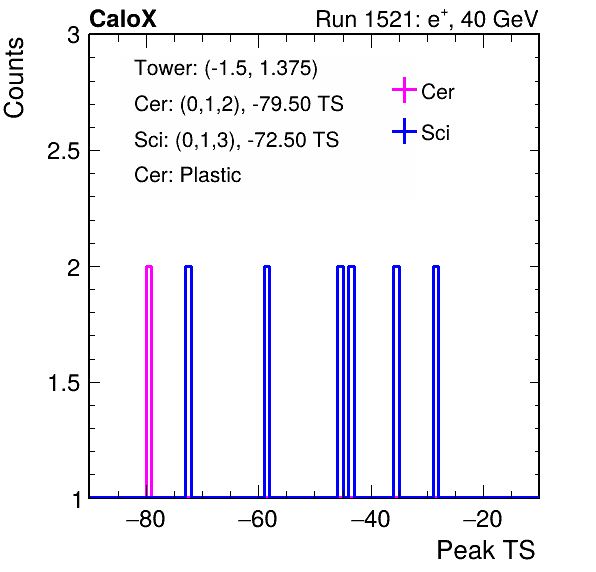 CaloX Run 1521: e+, 40 GeV
Counts
3
2.5
2
1.5
1
Tower: (-1.5, 1.375)
Cer: (0,1,2), -79.50 TS
Sci: (0,1,3), -72.50 TS
Cer: Plastic
Cer
Sci
−80 −60 −40 −20
Peak TS